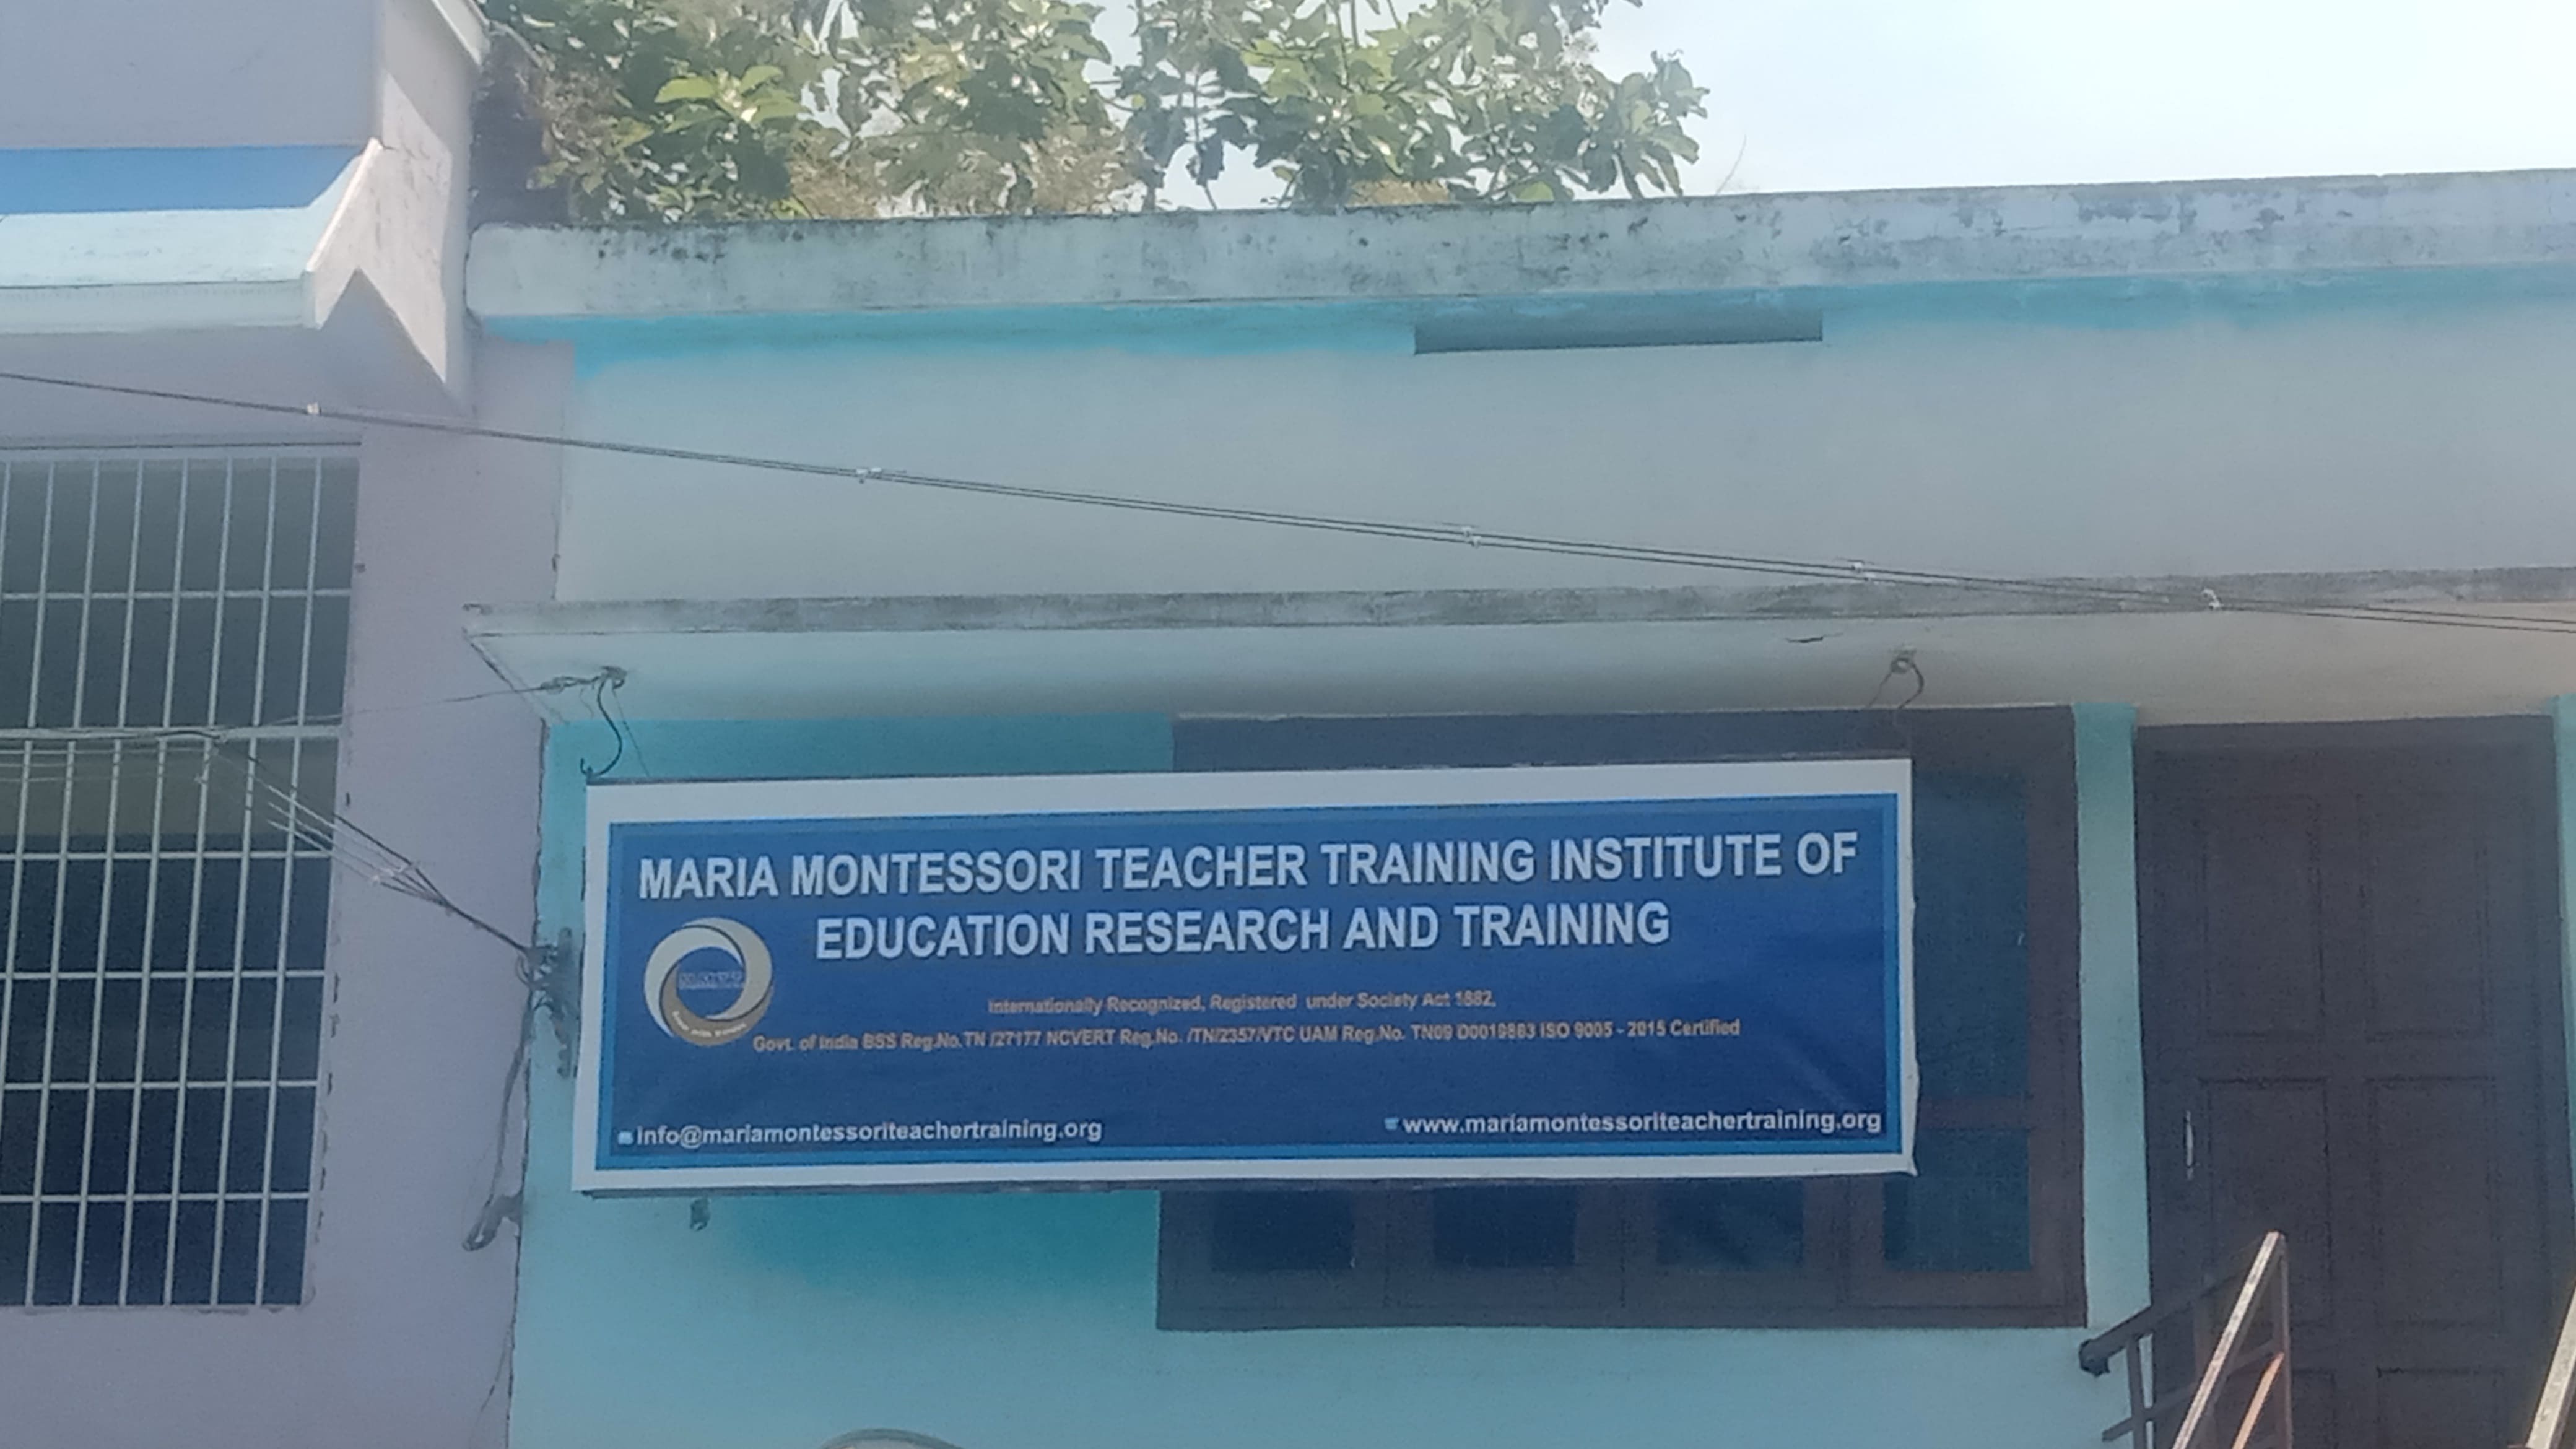 MARIA MONTESSORI TEACHER TRAINING INSTITUTE OF
EDUCATION RESEARCH AND TRAINING
Internationally Recognized, Registered under Society Act 1882,
Govt. of India BSS Reg.No.TN /27177 NCVERT Reg.No. /TN/2357/VTC UAM Reg.No. TN09 D0019863 ISO 9005 - 2015 Certified
info@mariamontessoriteachertraining.org
www.mariamontessoriteachertraining.org